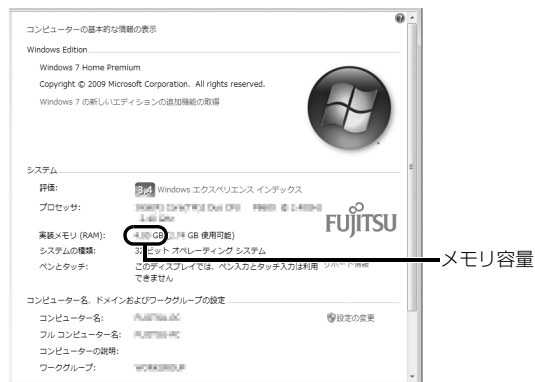 コンピューターの基本的な情報の表示
Windows Edition
Windows 7 Home Premium
Copyright © 2009 Microsoft Corporation. All rights reserved.
Windows 7 の新しいエディションの追加機能の取得
システム
評価:
Windows エクスペリエンス インデックス
プロセッサ:
FUJITSU
実装メモリ (RAM): GB ( GB 使用可能)
システムの種類: 32 ビット オペレーティング システム
メモリ容量
ペンとタッチ: このディスプレイでは、ペン入力とタッチ入力は利用できません
サポート情報
コンピューター名、ドメインおよびワークグループの設定
コンピューター名:
設定の変更
フル コンピューター名:
コンピューターの説明:
ワークグループ: